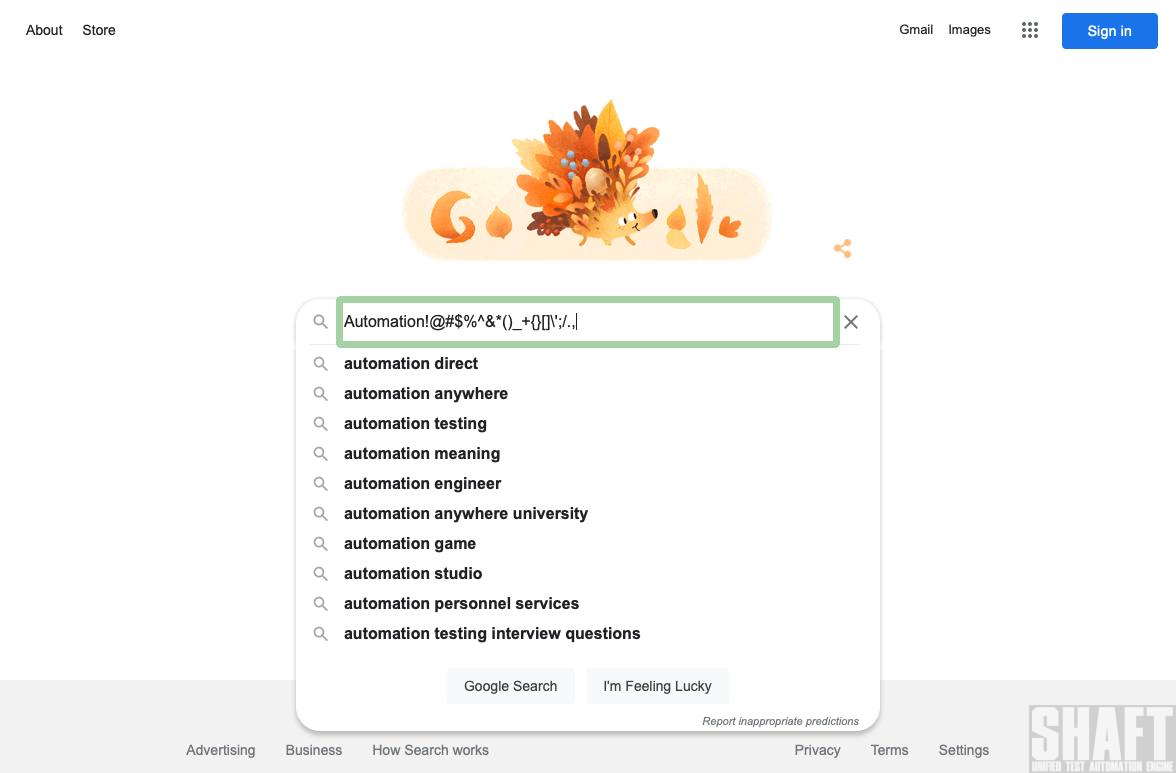 About Store Gmail Images Sign in
Automation!@#$%^&*()_+{}[]\';/.,
automation direct
automation anywhere
automation testing
automation meaning
automation engineer
automation anywhere university
automation game
automation studio
automation personnel services
automation testing interview questions
Google Search I'm Feeling Lucky
Report inappropriate predictions
Advertising Business How Search works Privacy Terms Settings
SHAFT
UNIFIED TEST AUTOMATION ENGINE